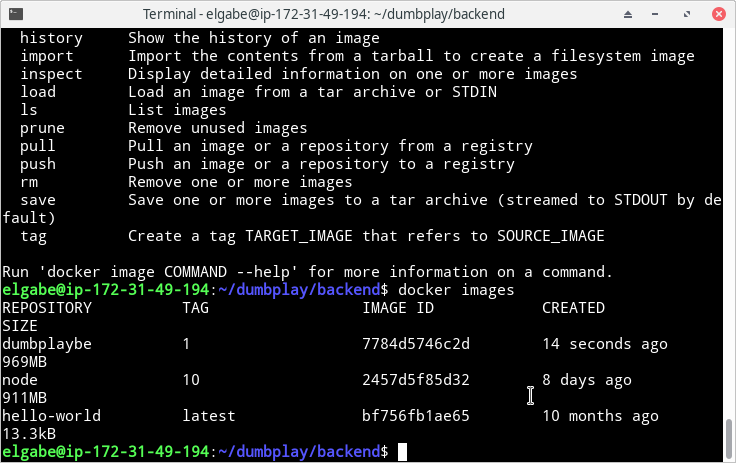 Terminal - elgabe@ip-172-31-49-194: ~/dumbplay/backend
history     Show the history of an image
import      Import the contents from a tarball to create a filesystem image
inspect     Display detailed information on one or more images
load        Load an image from a tar archive or STDIN
ls          List images
prune       Remove unused images
pull        Pull an image or a repository from a registry
push        Push an image or a repository to a registry
rm          Remove one or more images
save        Save one or more images to a tar archive (streamed to STDOUT by de
fault)
tag         Create a tag TARGET_IMAGE that refers to SOURCE_IMAGE
Run 'docker image COMMAND --help' for more information on a command.
elgabe@ip-172-31-49-194:~/dumbplay/backend$ docker images
REPOSITORY          TAG                 IMAGE ID            CREATED
SIZE
dumbplaybe          1                   7784d5746c2d        14 seconds ago
969MB
node                10                  2457d5f85d32        8 days ago
911MB
hello-world         latest              bf756fb1ae65        10 months ago
13.3kB
elgabe@ip-172-31-49-194:~/dumbplay/backend$